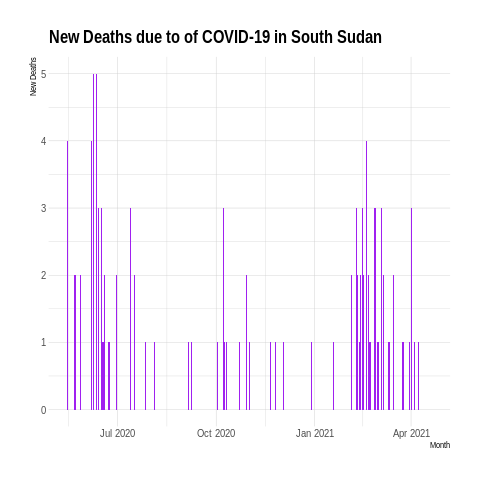 New Deaths due to of COVID-19 in South Sudan
New Deaths
5
4
3
2
1
0
Jul 2020 Oct 2020 Jan 2021 Apr 2021
Month